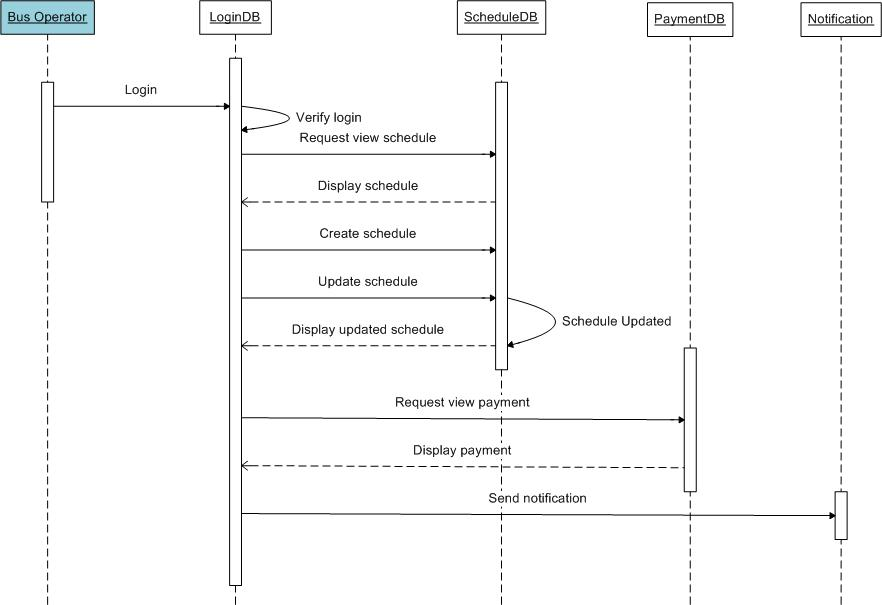 Bus Operator
LoginDB
ScheduleDB
PaymentDB
Notification
Login
Verify login
Request view schedule
Display schedule
Create schedule
Update schedule
Schedule Updated
Display updated schedule
Request view payment
Display payment
Send notification